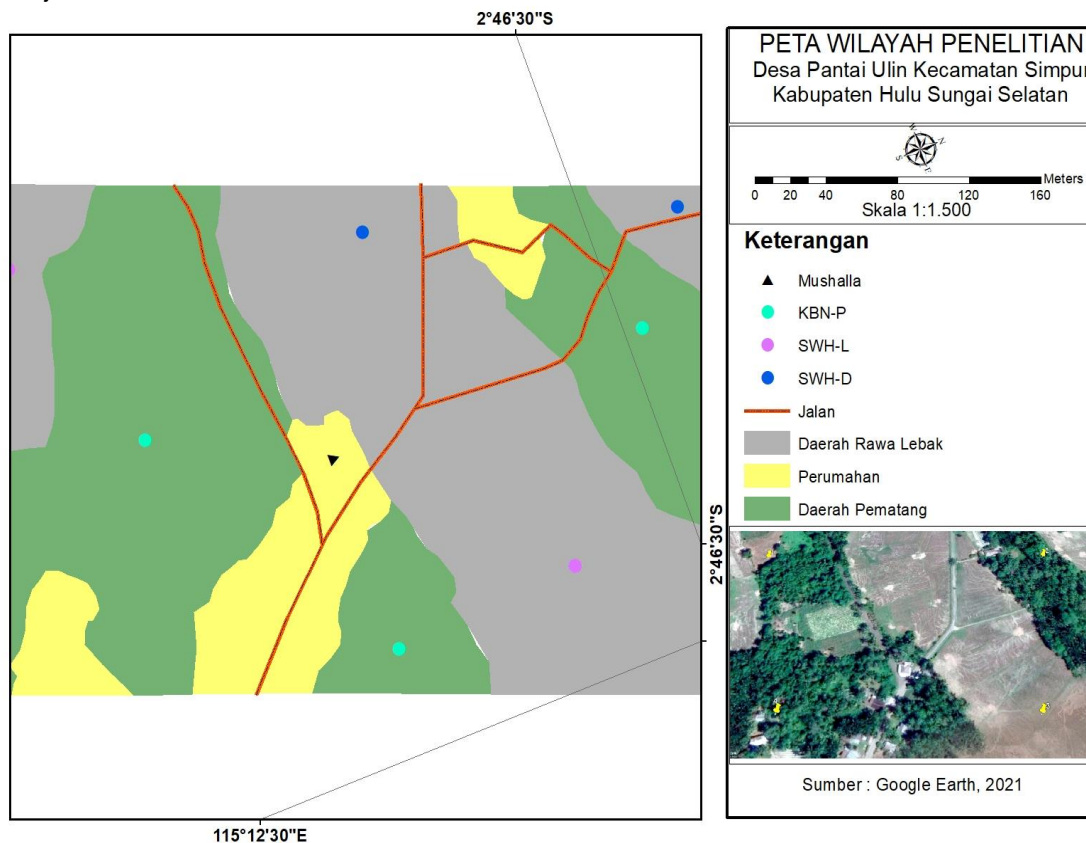 2°46'30"S
2°46'30"S
115°12'30"E
PETA WILAYAH PENELITIAN
Desa Pantai Ulin Kecamatan Simpur
Kabupaten Hulu Sungai Selatan
W N S E
Meters
0 20 40 80 120 160
Skala 1:1.500
Keterangan
Mushalla
KBN-P
SWH-L
SWH-D
Jalan
Daerah Rawa Lebak
Perumahan
Daerah Pematang
Sumber : Google Earth, 2021